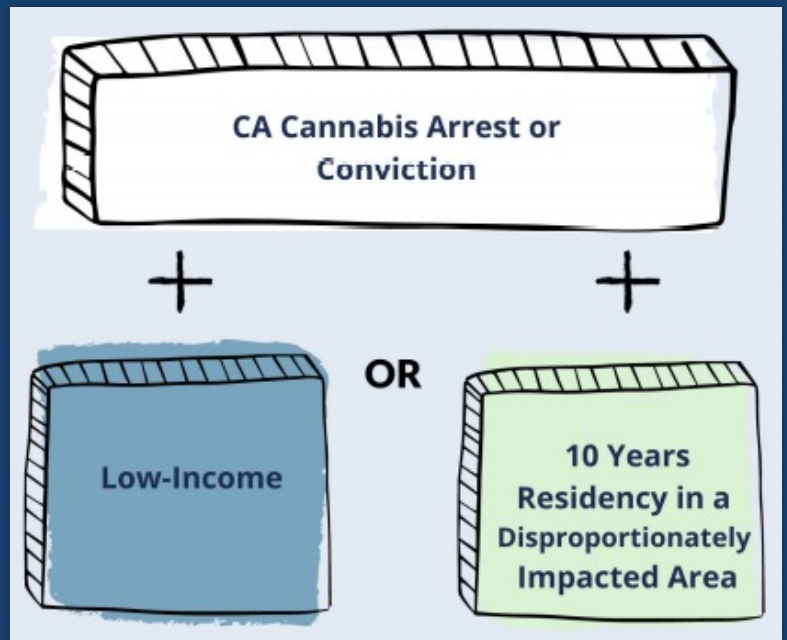 CA Cannabis Arrest or
Conviction
+ +
OR
Low-Income
10 Years
Residency in a
Disproportionately
Impacted Area